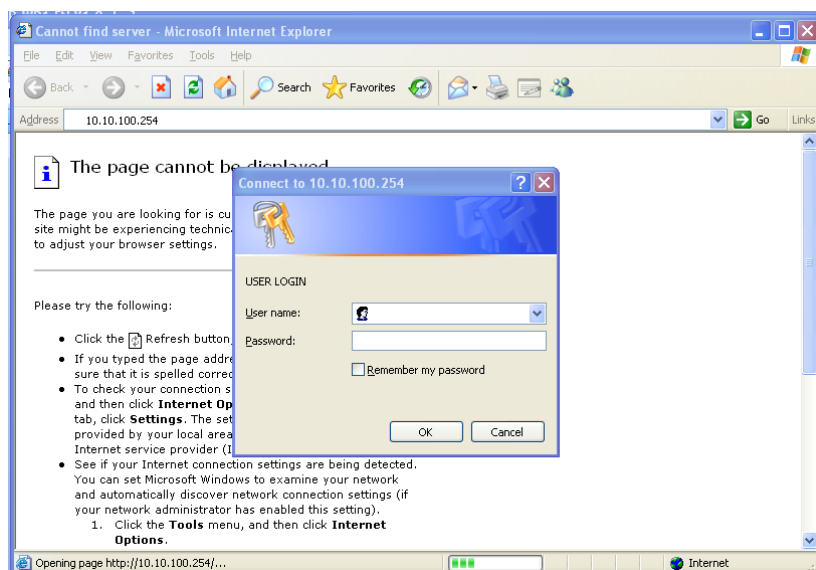 Cannot find server - Microsoft Internet Explorer
File Edit View Favorites Tools Help
Back Search Favorites
Address 10.10.100.254 Go Links
The page cannot be displayed
Connect to 10.10.100.254
The page you are looking for is cu
site might be experiencing technic
to adjust your browser settings.
USER LOGIN
User name:
Password:
Remember my password
OK Cancel
Please try the following:
Click the Refresh button,
If you typed the page addre
sure that it is spelled correc
To check your connection s
and then click Internet Op
tab, click Settings. The set
provided by your local area
Internet service provider (I
See if your Internet connection settings are being detected.
You can set Microsoft Windows to examine your network
and automatically discover network connection settings (if
your network administrator has enabled this setting).
1. Click the Tools menu, and then click Internet
Options.
Opening page http://10.10.100.254/... Internet